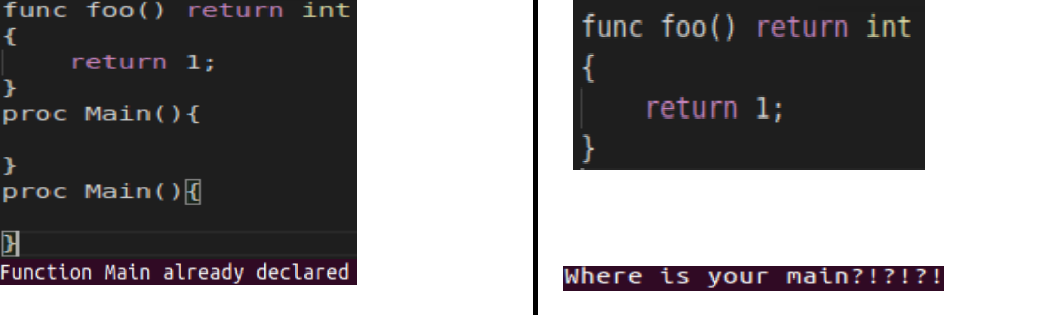 func foo() return int
{
    return 1;
}
proc Main(){

}
proc Main(){

}
Function Main already declared
func foo() return int
{
    return 1;
}
Where is your main?!?!?!